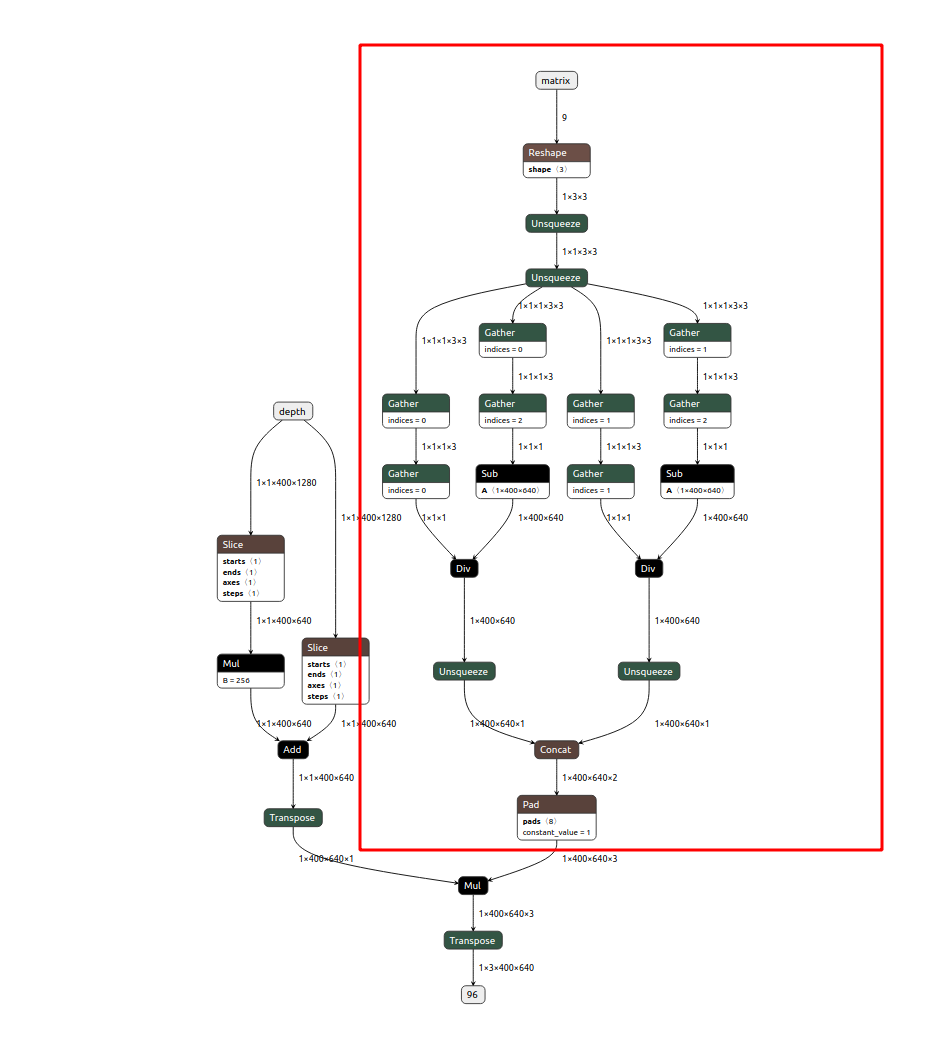 matrix
9
Reshape
shape〈3〉
1×3×3
Unsqueeze
1×1×3×3
Unsqueeze
1×1×1×3×3
1×1×1×3×3
Gather
indices = 0
Gather
indices = 1
1×1×1×3×3
1×1×1×3×3
1×1×1×3
1×1×1×3
Gather
indices = 0
Gather
indices = 2
Gather
indices = 1
Gather
indices = 2
depth
1×1×1×3
1×1×1
1×1×1×3
1×1×1
Gather
indices = 0
Sub
A〈1×400×640〉
Gather
indices = 1
Sub
A〈1×400×640〉
1×1×400×1280
1×1×400×1280
1×1×1
1×400×640
1×1×1
1×400×640
Slice
starts〈1〉
ends〈1〉
axes〈1〉
steps〈1〉
Div
Div
1×1×400×640
1×400×640
1×400×640
Slice
starts〈1〉
ends〈1〉
axes〈1〉
steps〈1〉
Mul
B = 256
Unsqueeze
Unsqueeze
1×1×400×640
1×1×400×640
1×400×640×1
1×400×640×1
Add
Concat
1×1×400×640
1×400×640×2
Pad
pads〈8〉
constant_value = 1
Transpose
1×400×640×1
1×400×640×3
Mul
1×400×640×3
Transpose
1×3×400×640
96